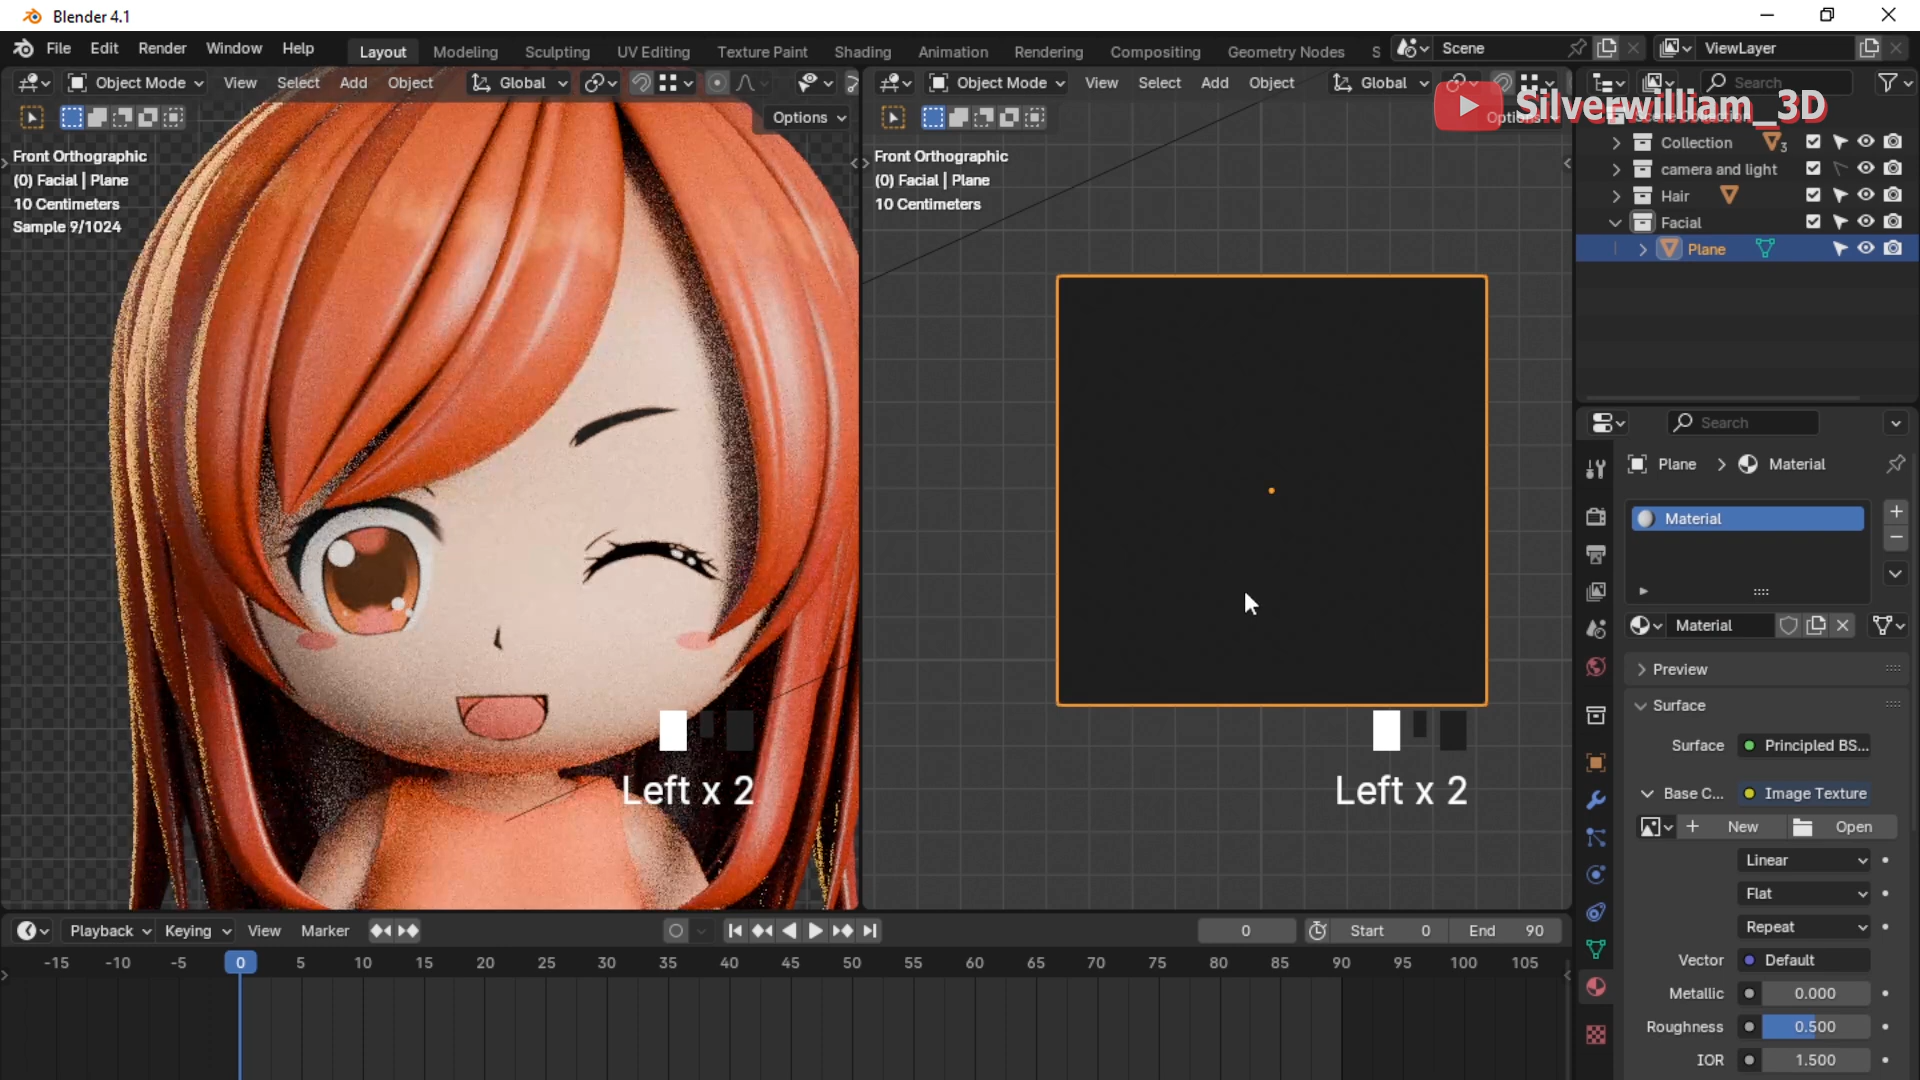 Blender 4.1
File Edit Render Window Help Layout Modeling Sculpting UV Editing Texture Paint Shading Animation Rendering Compositing Geometry Nodes S Scene ViewLayer
Object Mode View Select Add Object Global Object Mode View Select Add Object Global Search
Options Options Silverwilliam_3D
Front Orthographic
(0) Facial | Plane
10 Centimeters
Sample 9/1024
Front Orthographic
(0) Facial | Plane
10 Centimeters
Collection 3
camera and light
Hair
Facial
Plane
Search
Plane > Material
Material
Material
Preview
Surface
Surface Principled BS...
Base C... Image Texture
New Open
Linear
Flat
Repeat
Vector Default
Metallic 0.000
Roughness 0.500
IOR 1.500
Left x 2
Left x 2
Playback Keying View Marker 0 Start 0 End 90
-15 -10 -5 0 5 10 15 20 25 30 35 40 45 50 55 60 65 70 75 80 85 90 95 100 105